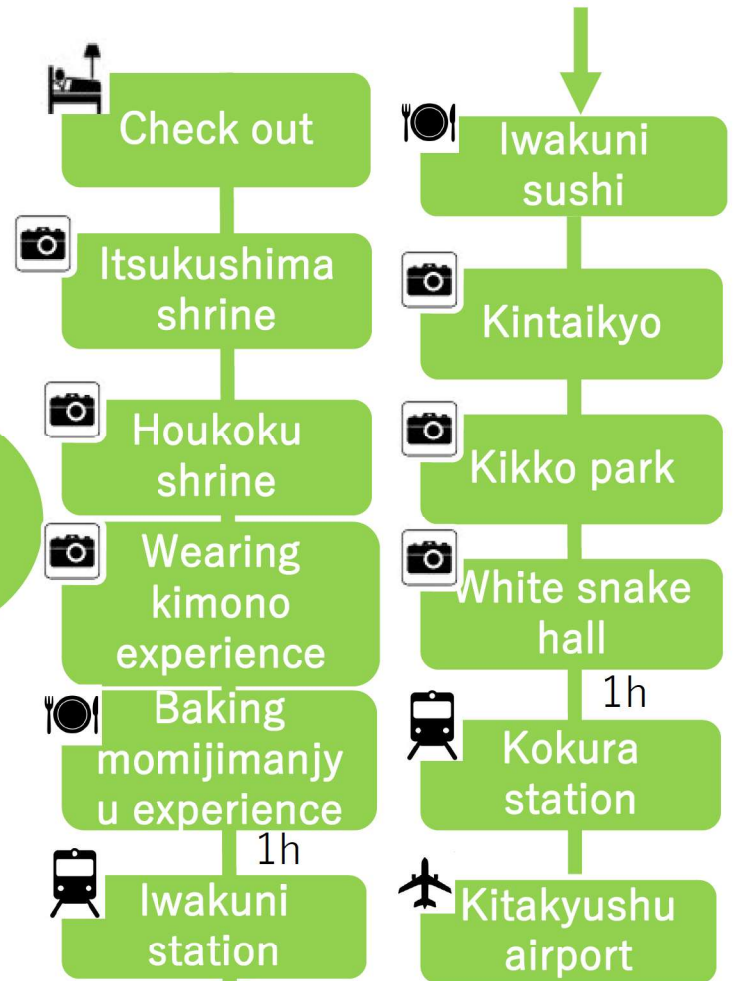 Check out
Itsukushima
shrine
Houkoku
shrine
Wearing
kimono
experience
Baking
momijimanjy
u experience
1h
Iwakuni
station
Iwakuni
sushi
Kintaikyo
Kikko park
White snake
hall
1h
Kokura
station
Kitakyushu
airport